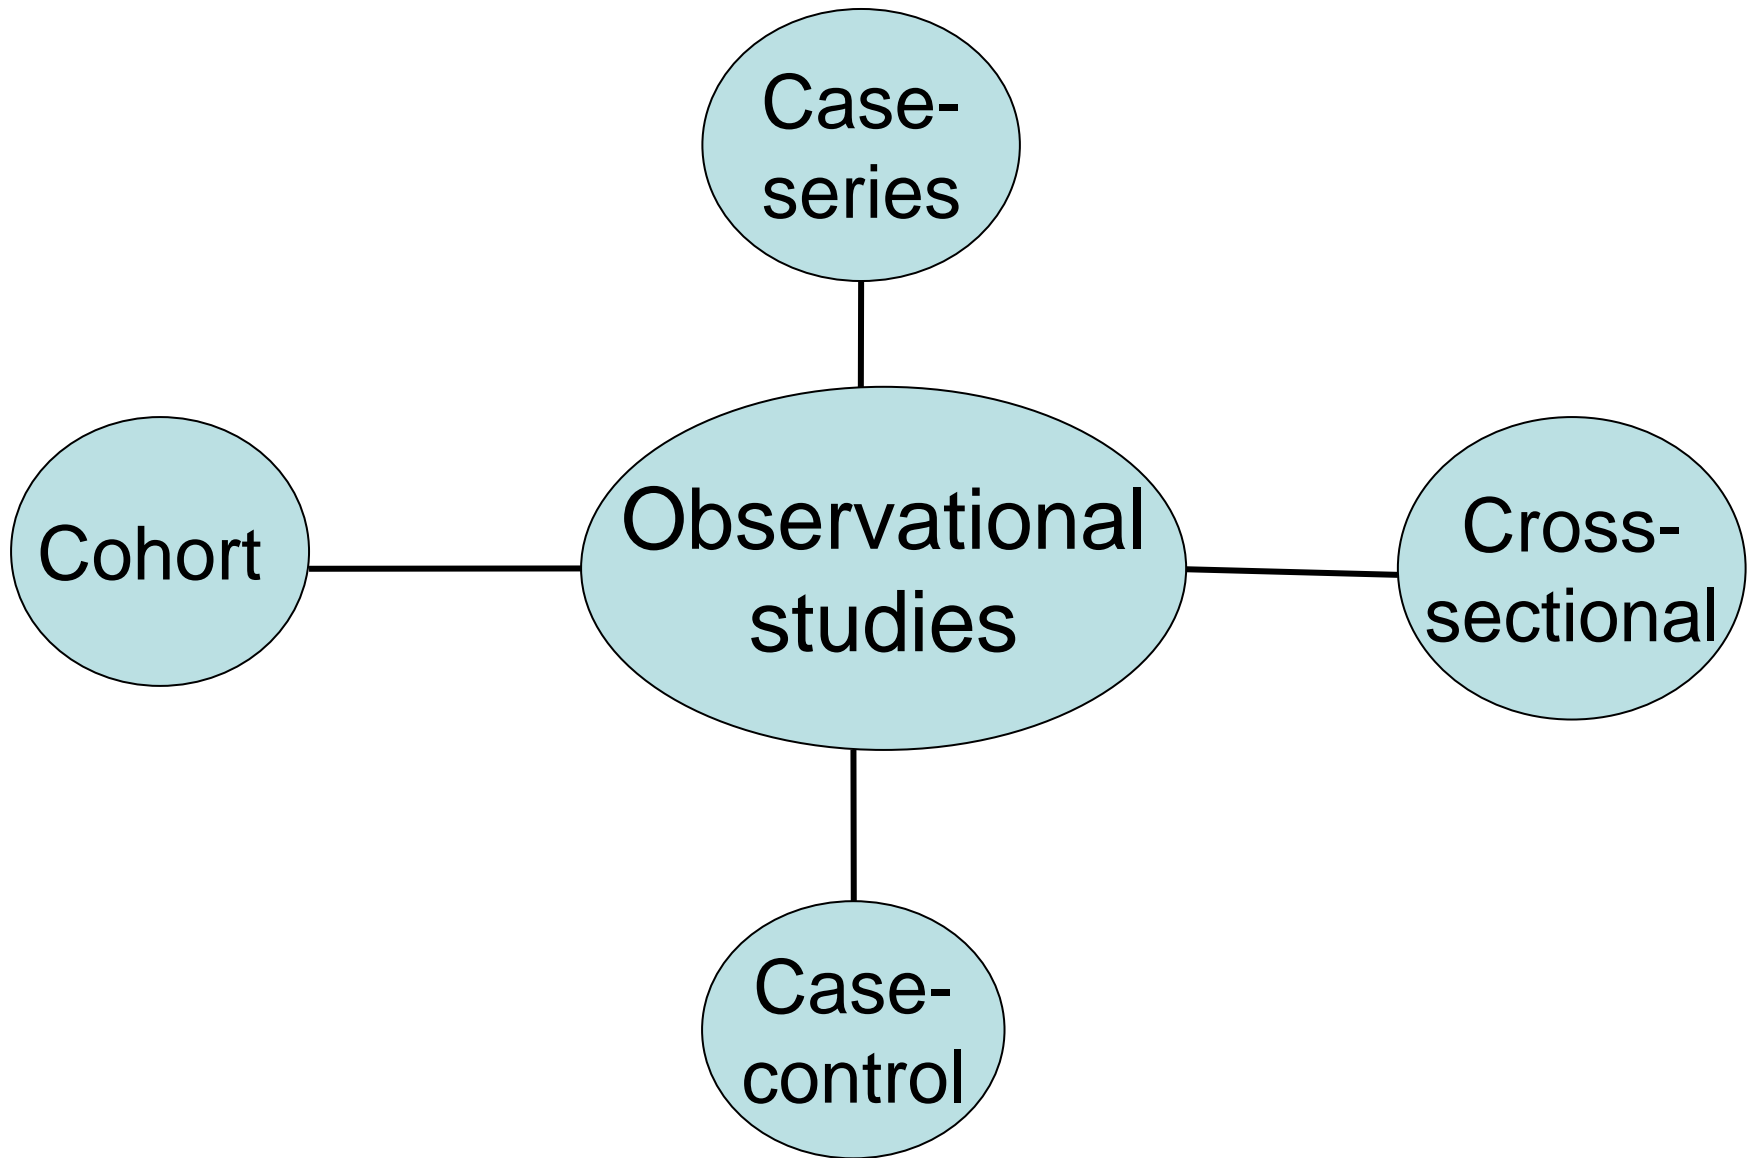 Case-
series
Cohort
Observational
studies
Cross-
sectional
Case-
control